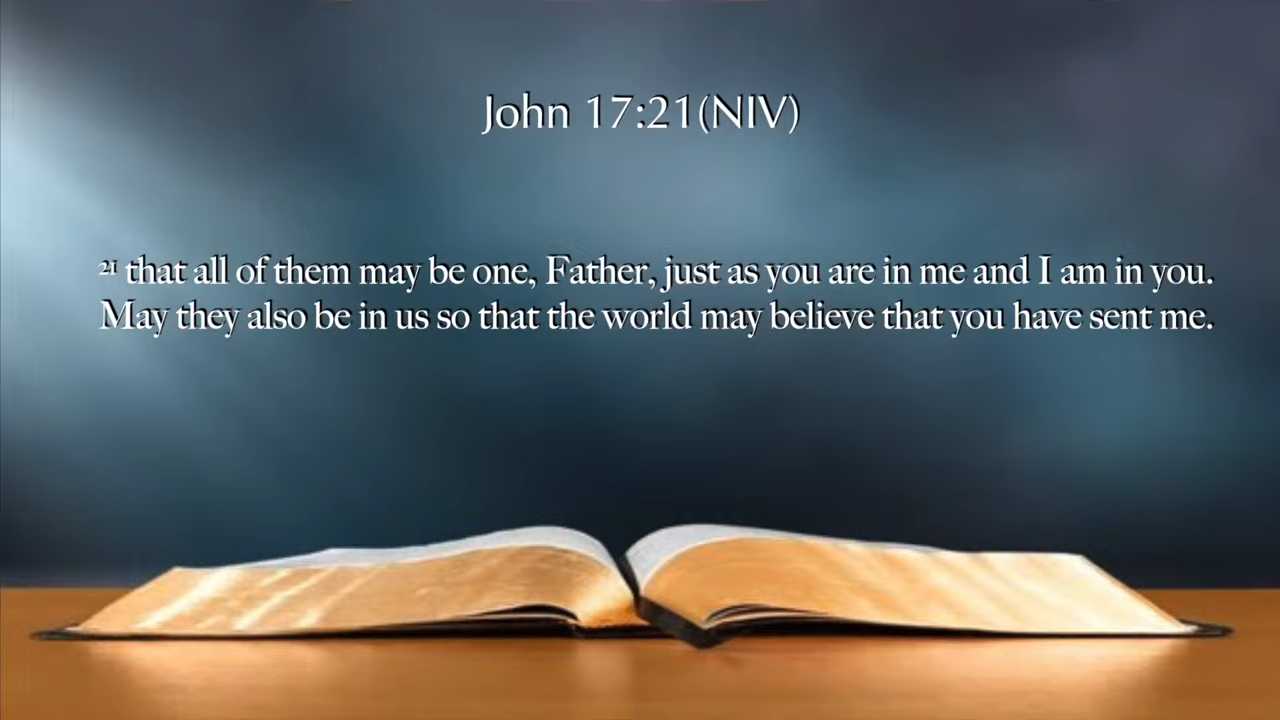 John 17:21(NIV)
21 that all of them may be one, Father, just as you are in me and I am in you.
May they also be in us so that the world may believe that you have sent me.